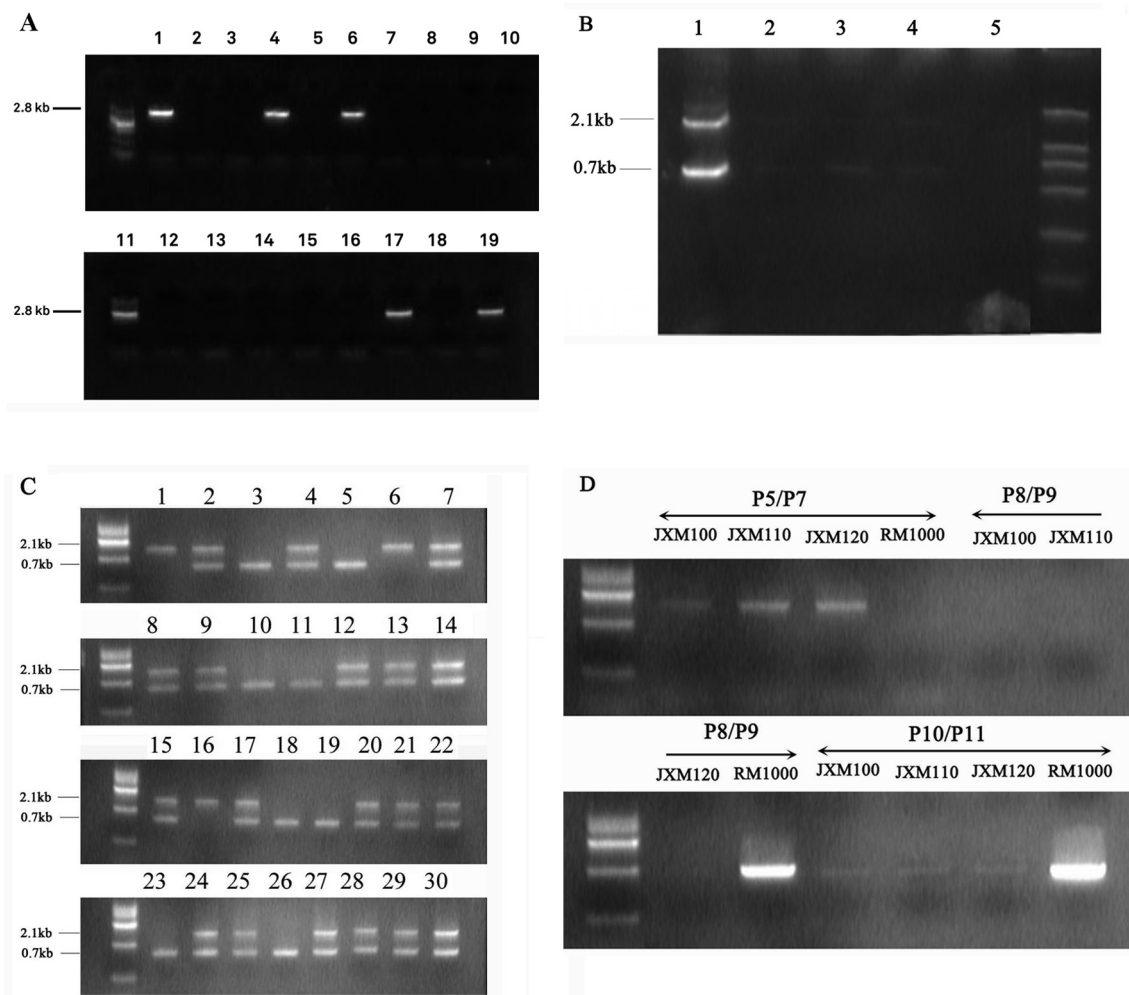 A
1 2 3 4 5 6 7 8 9 10
2.8 kb
11 12 13 14 15 16 17 18 19
2.8 kb
B
1 2 3 4 5
2.1kb
0.7kb
C
1 2 3 4 5 6 7
2.1kb
0.7kb
8 9 10 11 12 13 14
2.1kb
0.7kb
15 16 17 18 19 20 21 22
2.1kb
0.7kb
23 24 25 26 27 28 29 30
2.1kb
0.7kb
D
P5/P7 P8/P9
JXM100 JXM110 JXM120 RM1000 JXM100 JXM110
P8/P9 P10/P11
JXM120 RM1000 JXM100 JXM110 JXM120 RM1000